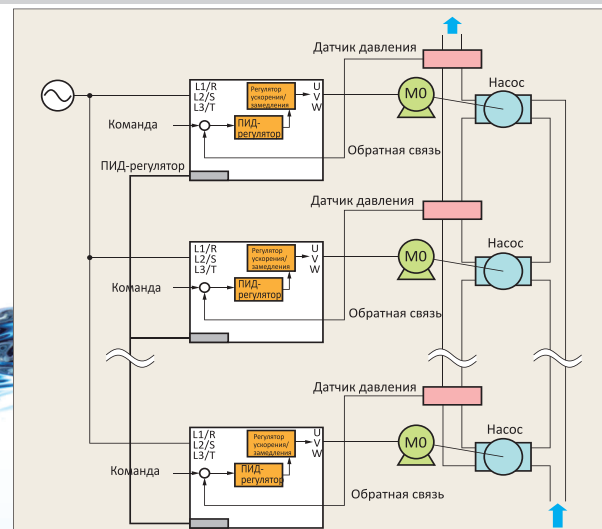 Датчик давления
L1/R
L2/S
L3/T
Регулятор
ускорения/
замедления
U
V
W
M0
Насос
Команда
ПИД-
регулятор
Обратная связь
ПИД-регулятор
Датчик давления
L1/R
L2/S
L3/T
Регулятор
ускорения/
замедления
U
V
W
M0
Насос
Команда
ПИД-
регулятор
Обратная связь
Датчик давления
L1/R
L2/S
L3/T
Регулятор
ускорения/
замедления
U
V
W
M0
Насос
Команда
ПИД-
регулятор
Обратная связь